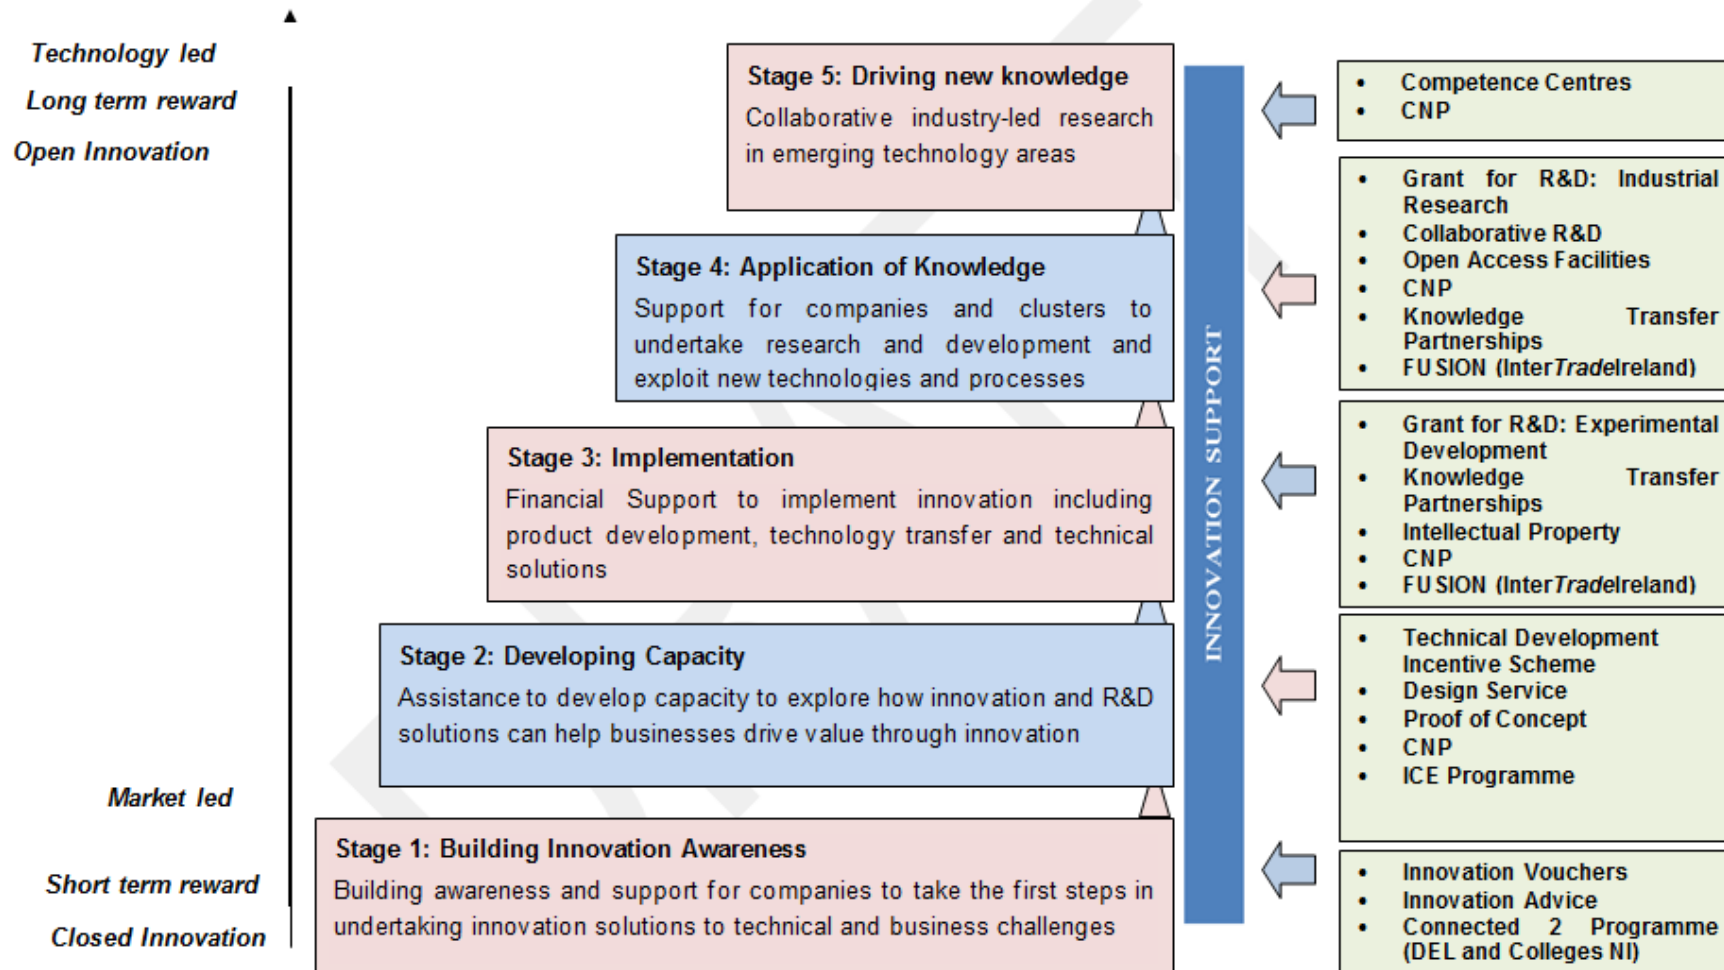 Technology led
Long term reward
Open Innovation
Market led
Short term reward
Closed Innovation
Stage 5: Driving new knowledge
Collaborative industry-led research
in emerging technology areas
Stage 4: Application of Knowledge
Support for companies and clusters to
undertake research and development and
exploit new technologies and processes
Stage 3: Implementation
Financial Support to implement innovation including
product development, technology transfer and technical
solutions
Stage 2: Developing Capacity
Assistance to develop capacity to explore how innovation and R&D
solutions can help businesses drive value through innovation
Stage 1: Building Innovation Awareness
Building awareness and support for companies to take the first steps in
undertaking innovation solutions to technical and business challenges
INNOVATION SUPPORT
• Competence Centres
• CNP
• Grant for R&D: Industrial
Research
• Collaborative R&D
• Open Access Facilities
• CNP
• Knowledge Transfer
Partnerships
• FUSION (InterTradeIreland)
• Grant for R&D: Experimental
Development
• Knowledge Transfer
Partnerships
• Intellectual Property
• CNP
• FUSION (InterTradeIreland)
• Technical Development
Incentive Scheme
• Design Service
• Proof of Concept
• CNP
• ICE Programme
• Innovation Vouchers
• Innovation Advice
• Connected 2 Programme
(DEL and Colleges NI)